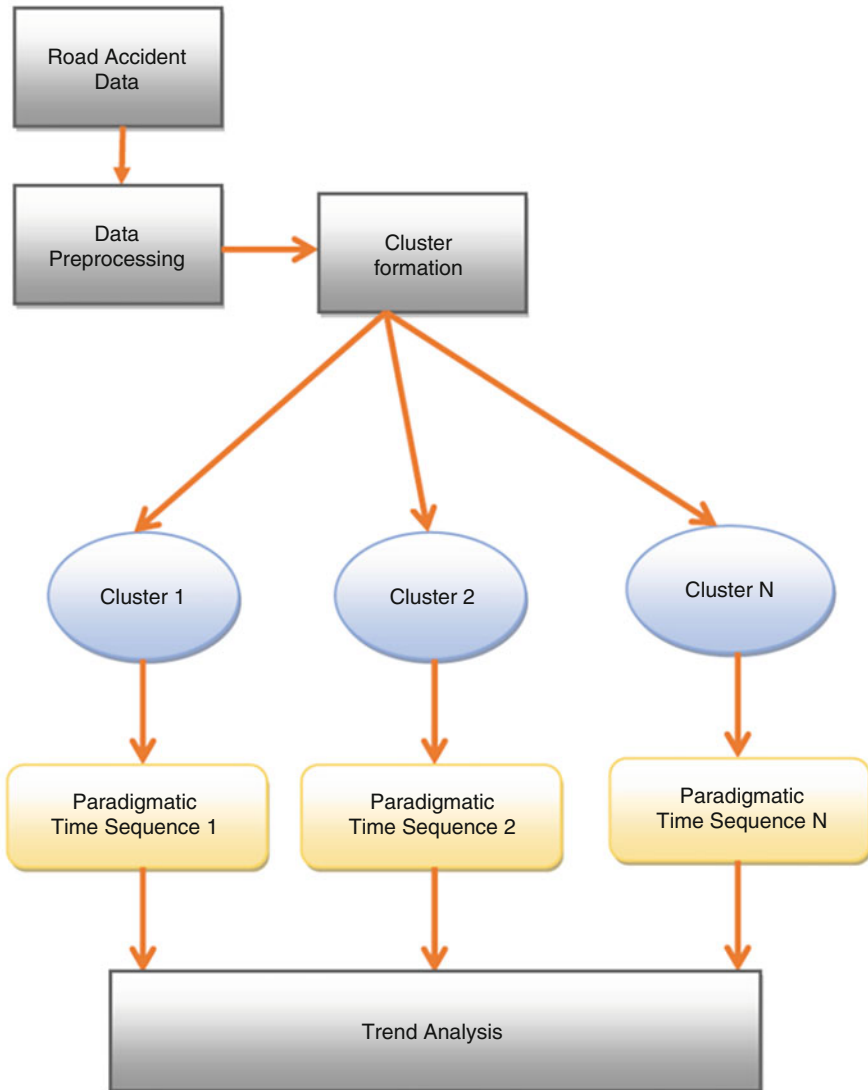 Road Accident
Data
Data
Preprocessing
Cluster
formation
Cluster 1
Cluster 2
Cluster N
Paradigmatic
Time Sequence 1
Paradigmatic
Time Sequence 2
Paradigmatic
Time Sequence N
Trend Analysis